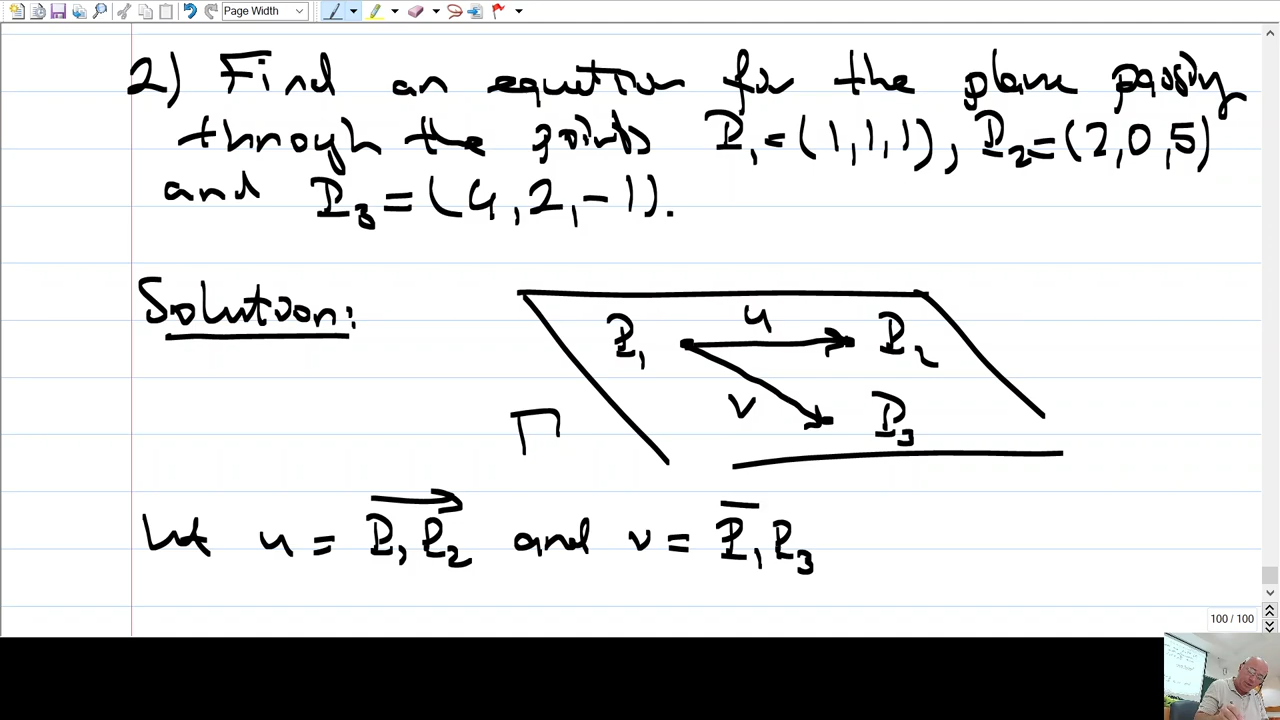 Page Width
2) Find an equation for the plane passing
through the points P₁=(1,1,1), P₂=(2,0,5)
and P₃=(4,2,-1).
Solution:
u
P₁ P₂
v P₃
Π
Let u = P₁P₂ and v = P₁P₃
100 / 100